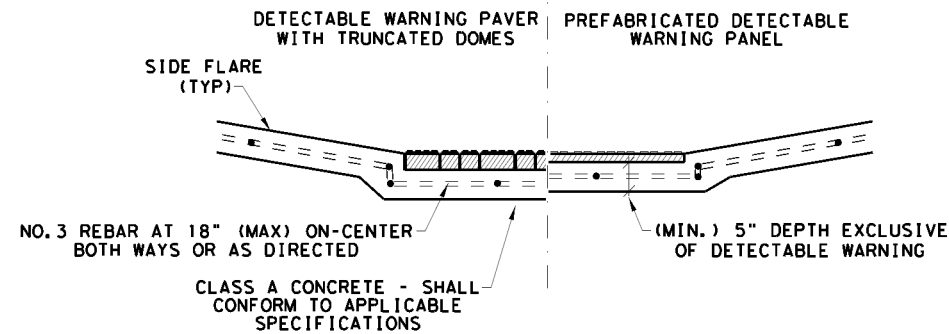 DETECTABLE WARNING PAVER
WITH TRUNCATED DOMES
PREFABRICATED DETECTABLE
WARNING PANEL
SIDE FLARE
(TYP)
NO. 3 REBAR AT 18" (MAX) ON-CENTER
BOTH WAYS OR AS DIRECTED
(MIN.) 5" DEPTH EXCLUSIVE
OF DETECTABLE WARNING
CLASS A CONCRETE - SHALL
CONFORM TO APPLICABLE
SPECIFICATIONS